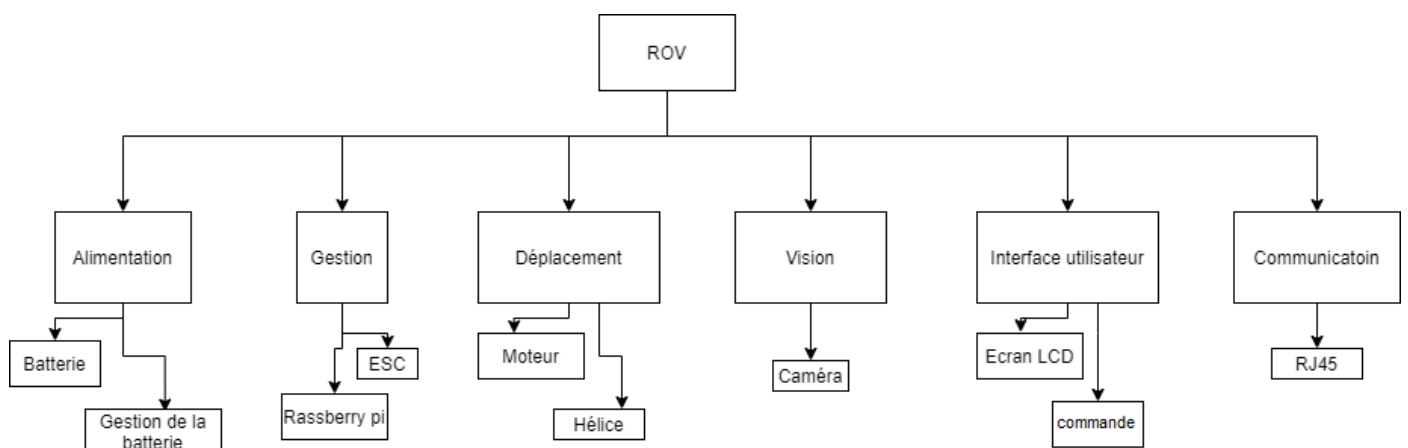 ROV
Alimentation
Gestion
Déplacement
Vision
Interface utilisateur
Communicatoin
Batterie
ESC
Moteur
Caméra
Ecran LCD
RJ45
Gestion de la
batterie
Rassberry pi
Hélice
commande